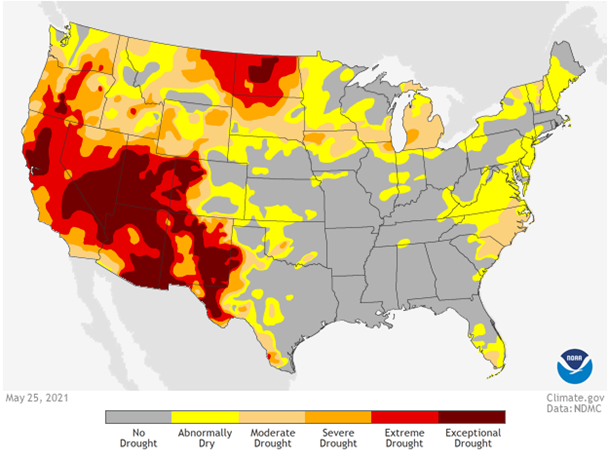 NOAA
May 25, 2021
Climate.gov
Data: NDMC
No
Drought
Abnormally
Dry
Moderate
Drought
Severe
Drought
Extreme
Drought
Exceptional
Drought